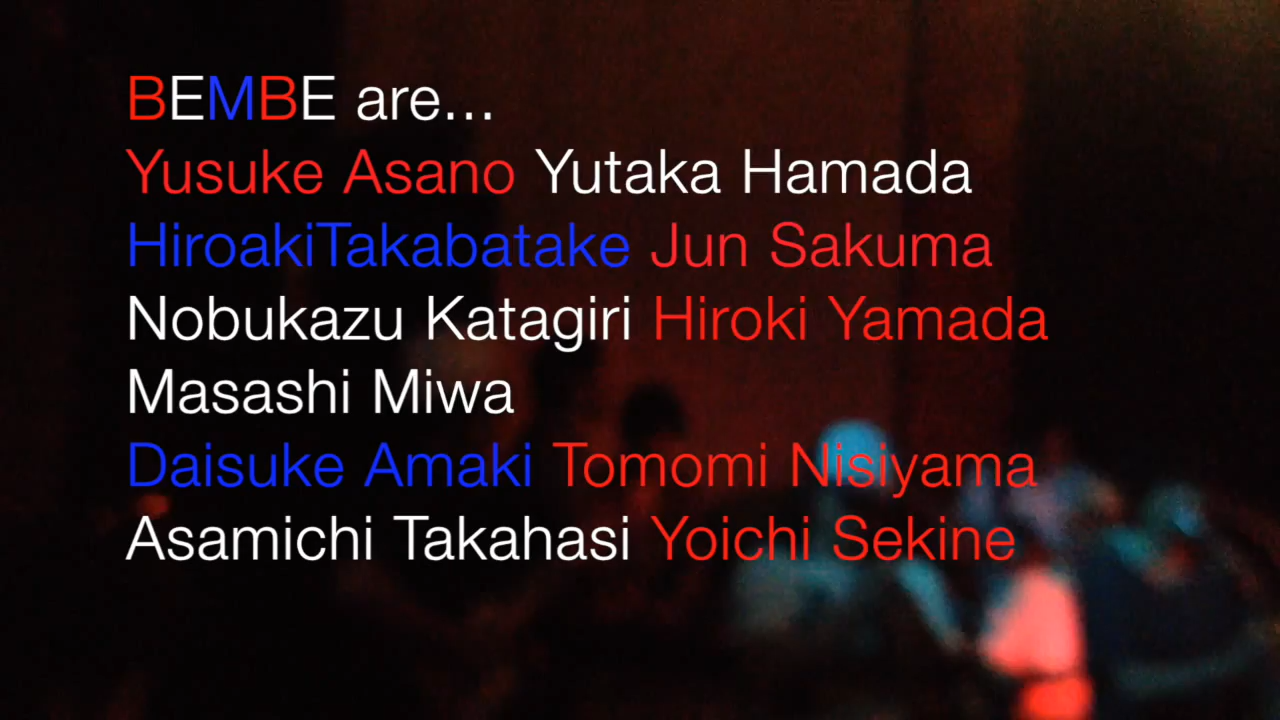 BEMBE are...
Yusuke Asano Yutaka Hamada
HiroakiTakabatake Jun Sakuma
Nobukazu Katagiri Hiroki Yamada
Masashi Miwa
Daisuke Amaki Tomomi Nisiyama
Asamichi Takahasi Yoichi Sekine